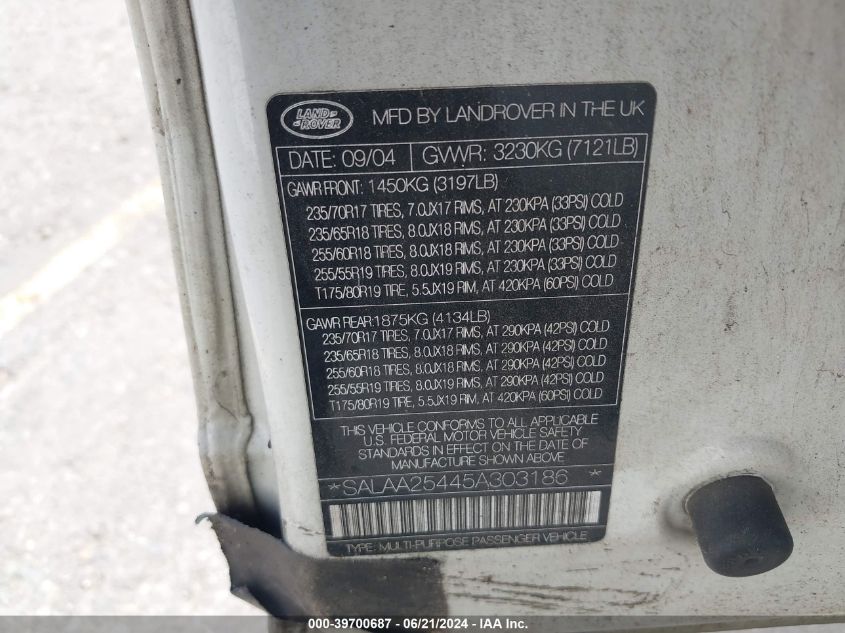 LAND ROVER
MFD BY LANDROVER IN THE UK
DATE: 09/04 GVWR: 3230KG (7121LB)
GAWR FRONT: 1450KG (3197LB)
235/70R17 TIRES, 7.0JX17 RIMS, AT 230KPA (33PSI) COLD
235/65R18 TIRES, 8.0JX18 RIMS, AT 230KPA (33PSI) COLD
255/60R18 TIRES, 8.0JX18 RIMS, AT 230KPA (33PSI) COLD
255/55R19 TIRES, 8.0JX19 RIMS, AT 230KPA (33PSI) COLD
T175/80R19 TIRE, 5.5JX19 RIM, AT 420KPA (60PSI) COLD
GAWR REAR: 1875KG (4134LB)
235/70R17 TIRES, 7.0JX17 RIMS, AT 290KPA (42PSI) COLD
235/65R18 TIRES, 8.0JX18 RIMS, AT 290KPA (42PSI) COLD
255/60R18 TIRES, 8.0JX18 RIMS, AT 290KPA (42PSI) COLD
255/55R19 TIRES, 8.0JX19 RIMS, AT 290KPA (42PSI) COLD
T175/80R19 TIRE, 5.5JX19 RIM, AT 420KPA (60PSI) COLD
THIS VEHICLE CONFORMS TO ALL APPLICABLE
U.S. FEDERAL MOTOR VEHICLE SAFETY
STANDARDS IN EFFECT ON THE DATE OF
MANUFACTURE SHOWN ABOVE
*SALAA25445A303186 *
TYPE: MULTI-PURPOSE PASSENGER VEHICLE
000-39700687 - 06/21/2024 - IAA Inc.